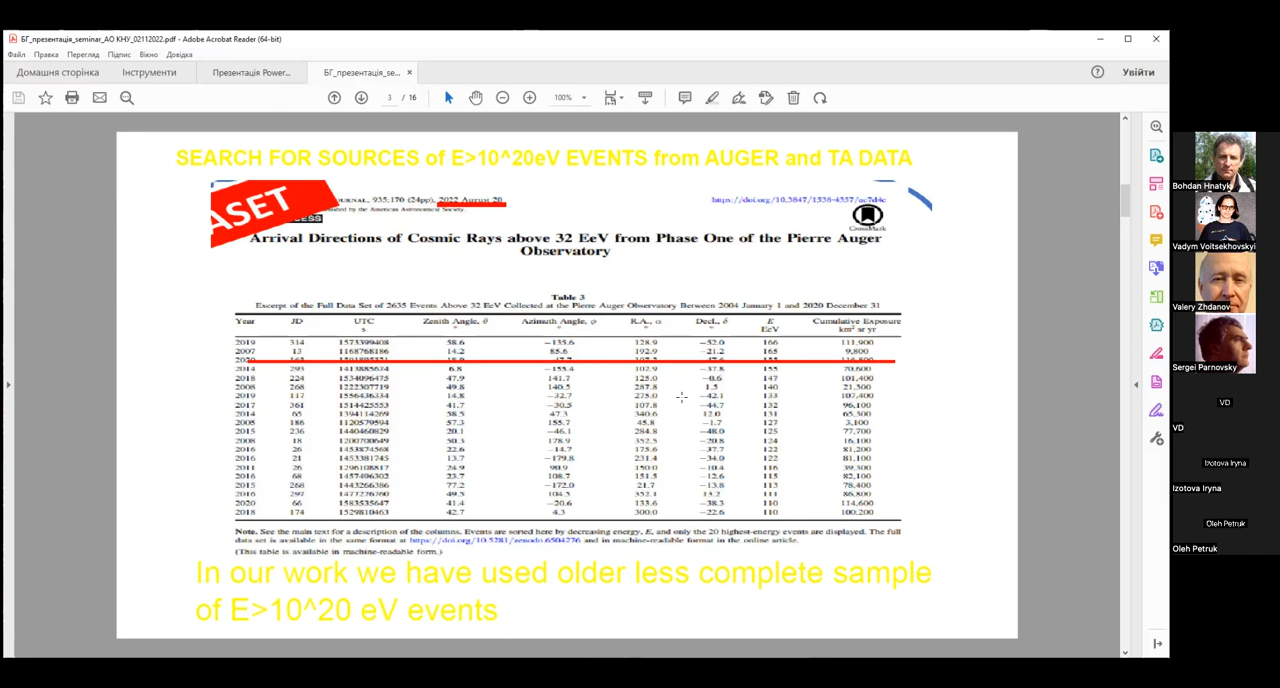 БГ_презентація_seminar_АО КНУ_02112022.pdf - Adobe Acrobat Reader (64-bit)
Файл Правка Перегляд Підпис Вікно Довідка
Домашня сторінка Інструменти Презентація Power... БГ_презентація_se... Увійти
3 / 16 100%
SEARCH FOR SOURCES of E>10^20eV EVENTS from AUGER and TA DATA
ASET
JOURNAL, 935:170 (24pp), 2022 August 20
by the American Astronomical Society.
https://doi.org/10.3847/1538-4357/ac7d4e
CrossMark
Arrival Directions of Cosmic Rays above 32 EeV from Phase One of the Pierre Auger
Observatory
Table 3
Excerpt of the Full Data Set of 2635 Events Above 32 EeV Collected at the Pierre Auger Observatory Between 2004 January 1 and 2020 December 31
Year JD UTC Zenith Angle, θ Azimuth Angle, φ R.A., α Decl., δ E Cumulative Exposure
s ° ° ° ° EeV km² sr yr
2019 314 1573399408 58.6 −135.6 128.9 −52.0 166 111,900
2007 13 1168768186 14.2 85.6 192.9 −21.2 165 9,800
2014 293 1413885674 6.8 −155.4 102.9 −37.8 155 70,600
2018 224 1534096475 47.9 141.7 125.0 −0.6 147 101,400
2008 268 1222307719 49.8 140.5 287.8 1.5 140 21,300
2019 117 1556436334 14.8 −32.7 275.0 −42.1 133 107,400
2017 361 1514425553 41.7 −30.5 107.8 −44.7 132 96,100
2014 65 1394114269 58.5 47.3 340.6 12.0 131 65,300
2005 186 1120579594 57.3 155.7 45.8 −1.7 127 3,100
2015 236 1440460829 20.1 −46.1 284.8 −48.0 125 77,700
2008 18 1200700649 50.3 178.9 352.5 −20.8 124 16,100
2016 26 1453874568 22.6 −14.7 175.6 −37.7 122 81,200
2016 21 1453381745 13.7 −179.8 231.4 −34.0 122 81,100
2011 26 1296108817 24.9 90.9 150.0 −10.4 116 39,300
2016 68 1457496302 23.7 108.7 151.5 −12.6 115 82,100
2015 268 1443266386 77.2 −172.0 21.7 −13.8 113 78,400
2016 297 1477276760 49.5 104.5 352.1 13.2 111 86,800
2020 66 1583535647 41.4 −20.6 133.6 −38.3 110 114,600
2018 174 1529810463 42.7 4.3 300.0 −22.6 110 100,200
Note. See the main text for a description of the columns. Events are sorted here by decreasing energy, E, and only the 20 highest-energy events are displayed. The full
data set is available in the same format at https://doi.org/10.5281/zenodo.6504276 and in machine-readable format in the online article.
(This table is available in machine-readable form.)
In our work we have used older less complete sample
of E>10^20 eV events
Bohdan Hnatyk
Vadym Voitsekhovskyi
Valery Zhdanov
Sergei Parnovsky
VD
VD
Izotova Iryna
Izotova Iryna
Oleh Petruk
Oleh Petruk